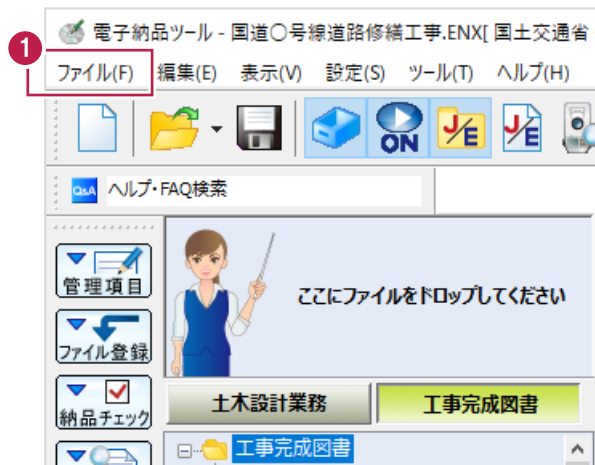 電子納品ツール - 国道〇号線道路修繕工事.ENX[ 国土交通省
1
ファイル(F) 編集(E) 表示(V) 設定(S) ツール(T) ヘルプ(H)
ON J/E J/E
Q&A ヘルプ・FAQ検索
管理項目
ここにファイルをドロップしてください
ファイル登録
納品チェック
土木設計業務 工事完成図書
工事完成図書